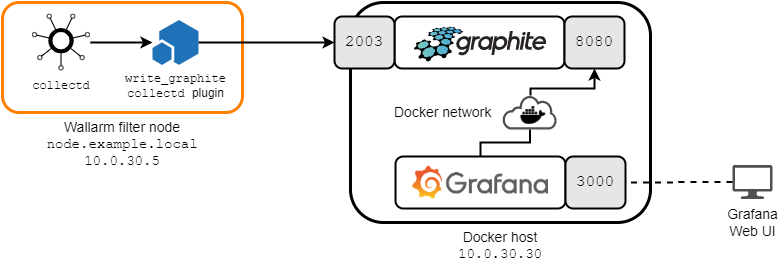 collectd
write_graphite
collectd plugin
Wallarm filter node
node.example.local
10.0.30.5
2003
graphite
8080
Docker network
Grafana
3000
Docker host
10.0.30.30
Grafana
Web UI